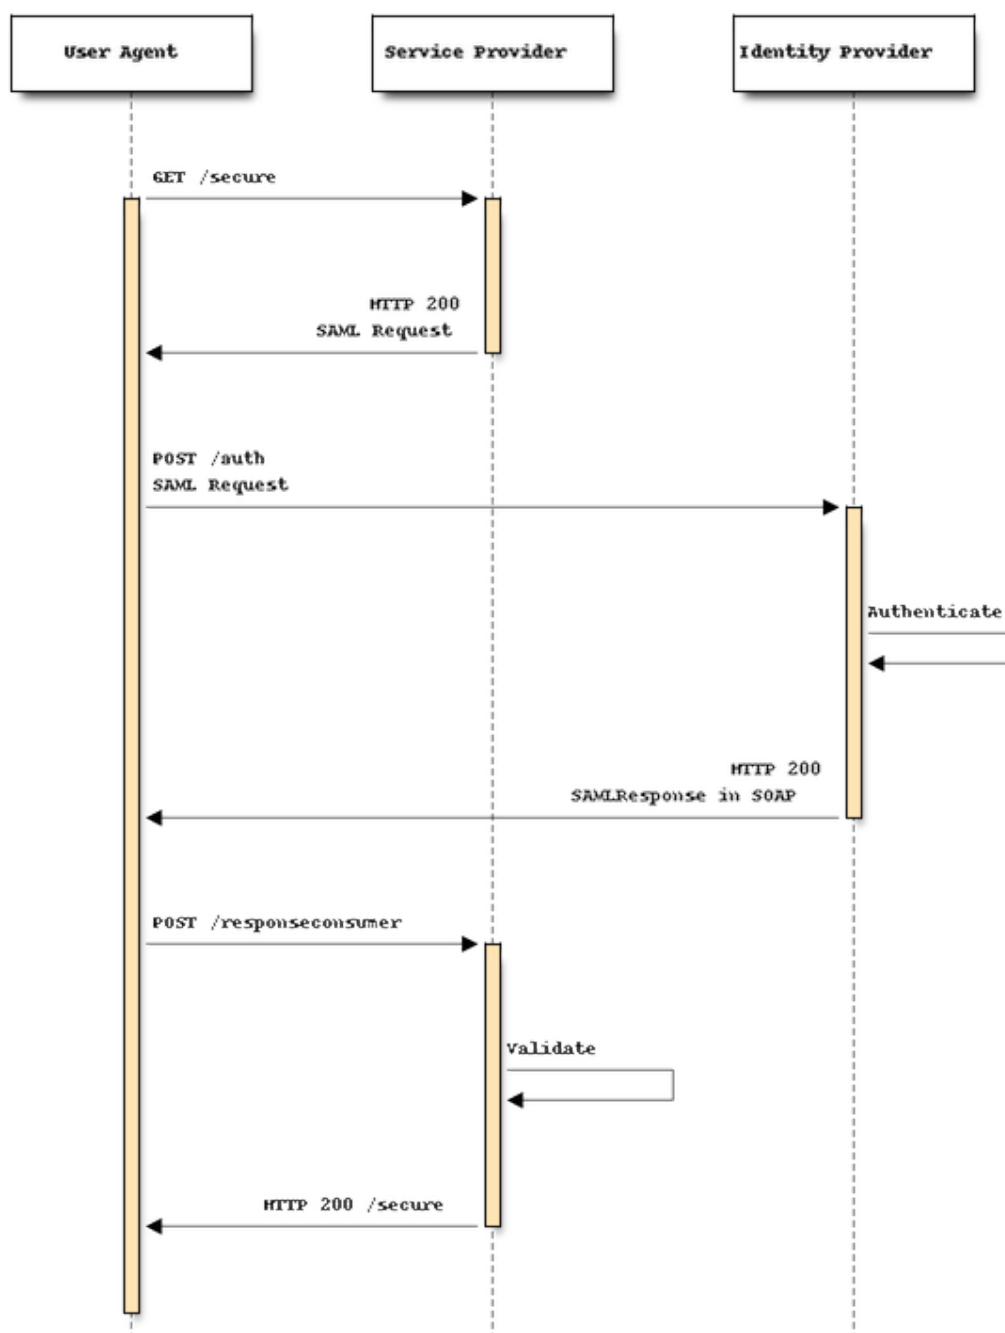 User Agent
Service Provider
Identity Provider
GET /secure
HTTP 200
SAML Request
POST /auth
SAML Request
Authenticate
HTTP 200
SAMLResponse in SOAP
POST /responseconsumer
Validate
HTTP 200 /secure